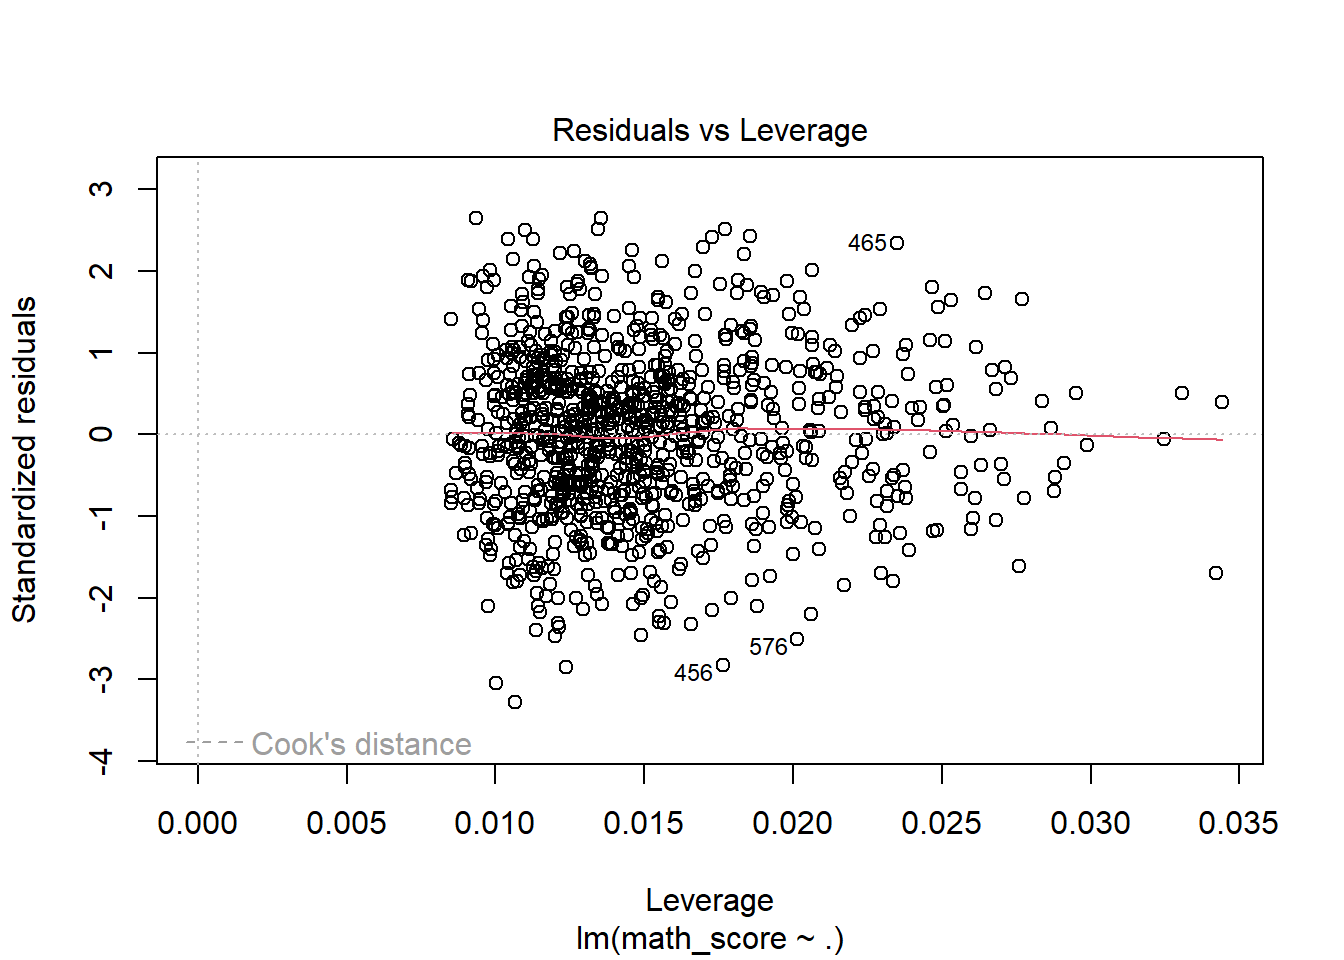 Residuals vs Leverage
Standardized residuals
3
2
1
0
-1
-2
-3
-4
465
576
456
Cook's distance
0.000 0.005 0.010 0.015 0.020 0.025 0.030 0.035
Leverage
lm(math_score ~ .)